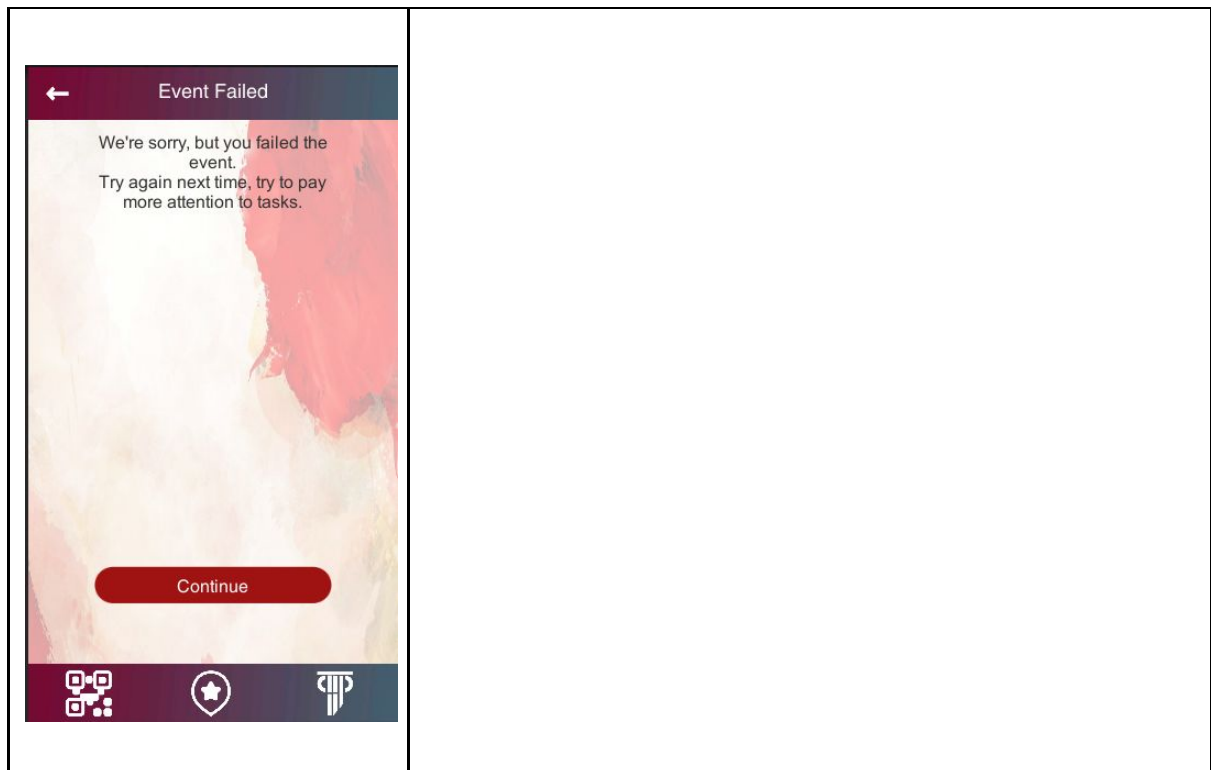 Event Failed
We're sorry, but you failed the
event.
Try again next time, try to pay
more attention to tasks.
Continue